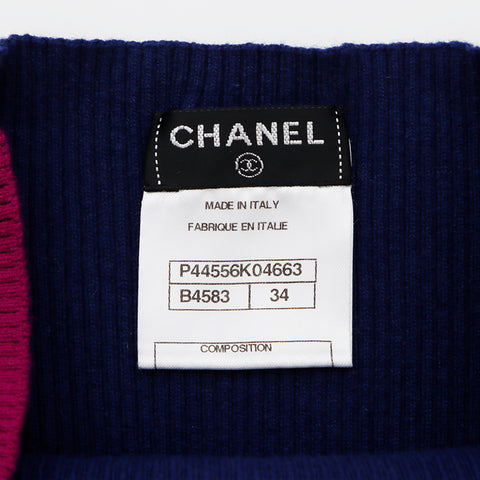 CHANEL
MADE IN ITALY
FABRIQUE EN ITALIE
P44556K04663
B4583 34
COMPOSITION